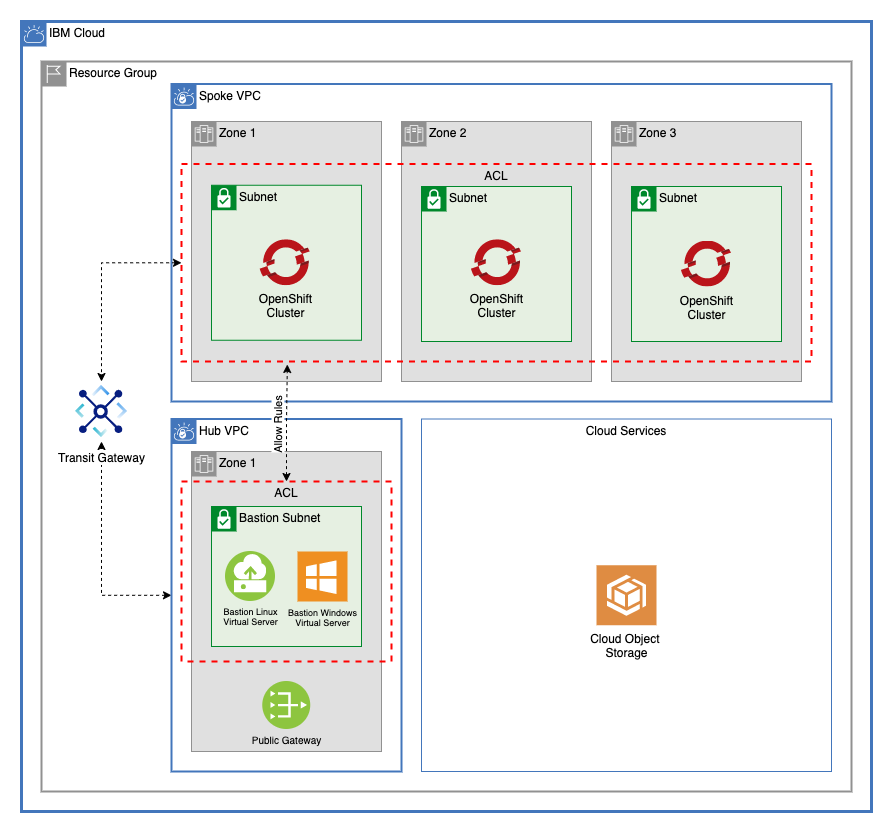 IBM Cloud
Resource Group
Spoke VPC
Zone 1
Zone 2
Zone 3
ACL
Subnet
Subnet
Subnet
OpenShift
Cluster
OpenShift
Cluster
OpenShift
Cluster
Transit Gateway
Allow Rules
Hub VPC
Zone 1
ACL
Bastion Subnet
Bastion Linux
Virtual Server
Bastion Windows
Virtual Server
Public Gateway
Cloud Services
Cloud Object
Storage